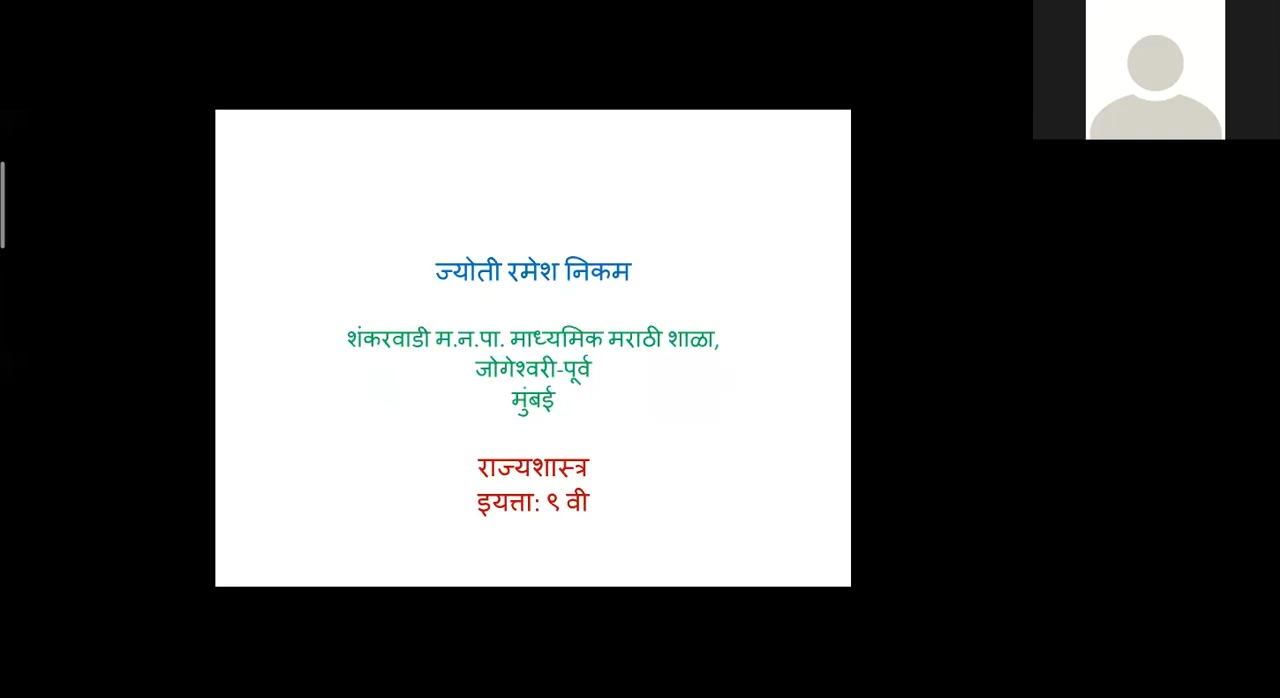 ज्योती रमेश निकम
शंकरवाडी म.न.पा. माध्यमिक मराठी शाळा,
जोगेश्वरी-पूर्व
मुंबई
राज्यशास्त्र
इयत्ता: ९ वी